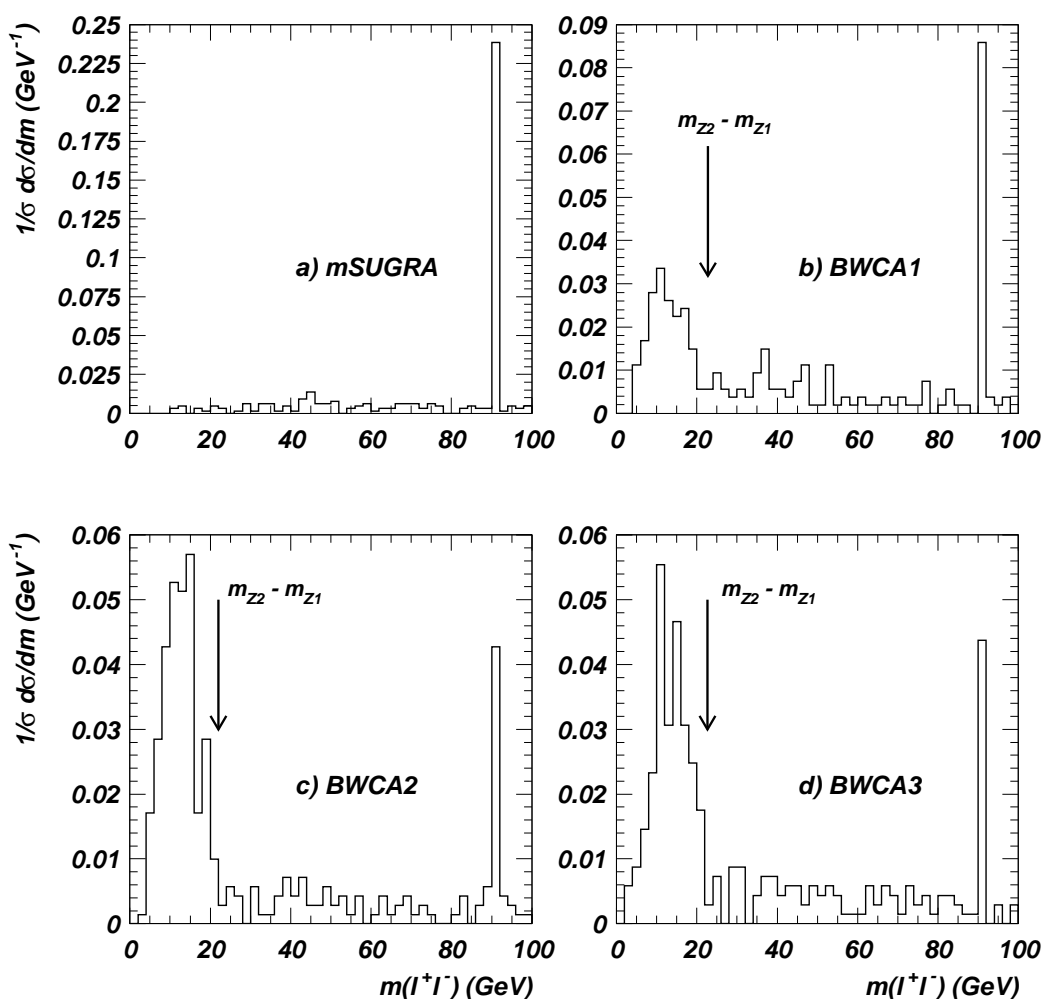 1/σ dσ/dm (GeV⁻¹)
0.25
0.225
0.2
0.175
0.15
0.125
0.1
0.075
0.05
0.025
0
a) mSUGRA
0 20 40 60 80 100
0.09
0.08
0.07
0.06
0.05
0.04
0.03
0.02
0.01
0
m_Z2 - m_Z1
b) BWCA1
0 20 40 60 80 100
1/σ dσ/dm (GeV⁻¹)
0.06
0.05
0.04
0.03
0.02
0.01
0
m_Z2 - m_Z1
c) BWCA2
0 20 40 60 80 100
m(l⁺l⁻) (GeV)
0.06
0.05
0.04
0.03
0.02
0.01
0
m_Z2 - m_Z1
d) BWCA3
0 20 40 60 80 100
m(l⁺l⁻) (GeV)